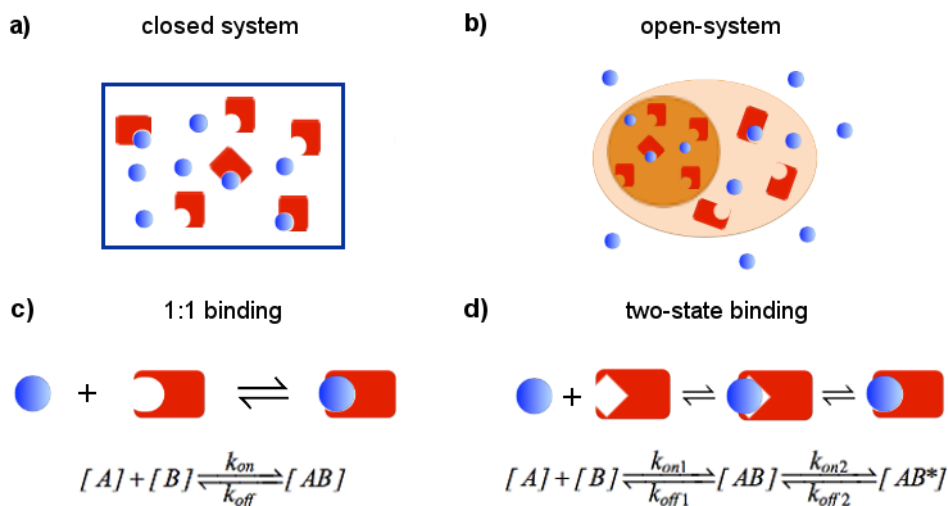 a) closed system
b) open-system
c) 1:1 binding
d) two-state binding
+
+
[A]+[B] kon koff [AB]
[A]+[B] kon1 koff1 [AB] kon2 koff2 [AB*]